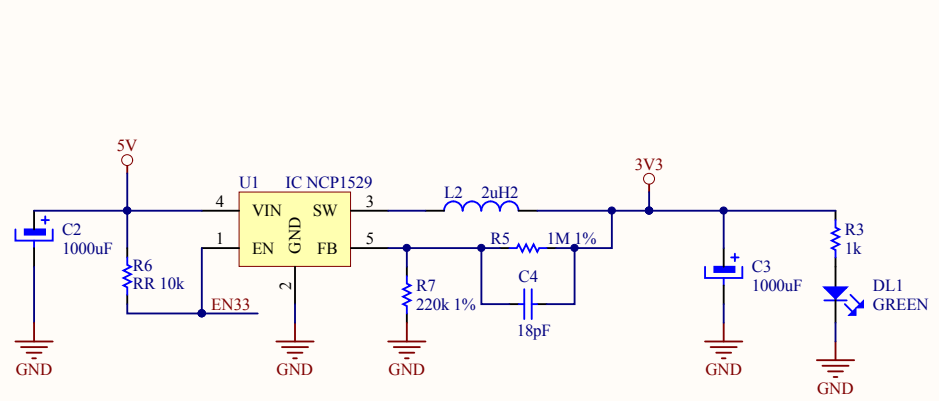 5V
3V3
U1 IC NCP1529
L2 2uH2
4 VIN SW 3
C2
1000uF
GND
1 EN FB 5
R5 1M 1%
R3
1k
R6
RR 10k
C4
C3
1000uF
2
R7
220k 1%
DL1
GREEN
EN33
18pF
GND
GND
GND
GND
GND